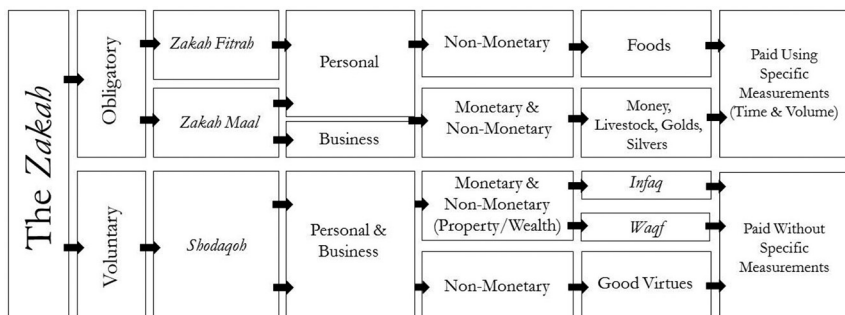 The Zakah
Obligatory
Zakah Fitrah
Personal
Non-Monetary
Foods
Paid Using
Specific
Measurements
(Time & Volume)
Zakah Maal
Business
Monetary &
Non-Monetary
Money,
Livestock, Golds,
Silvers
Voluntary
Shodaqoh
Personal &
Business
Monetary &
Non-Monetary
(Property/Wealth)
Infaq
Waqf
Paid Without
Specific
Measurements
Non-Monetary
Good Virtues